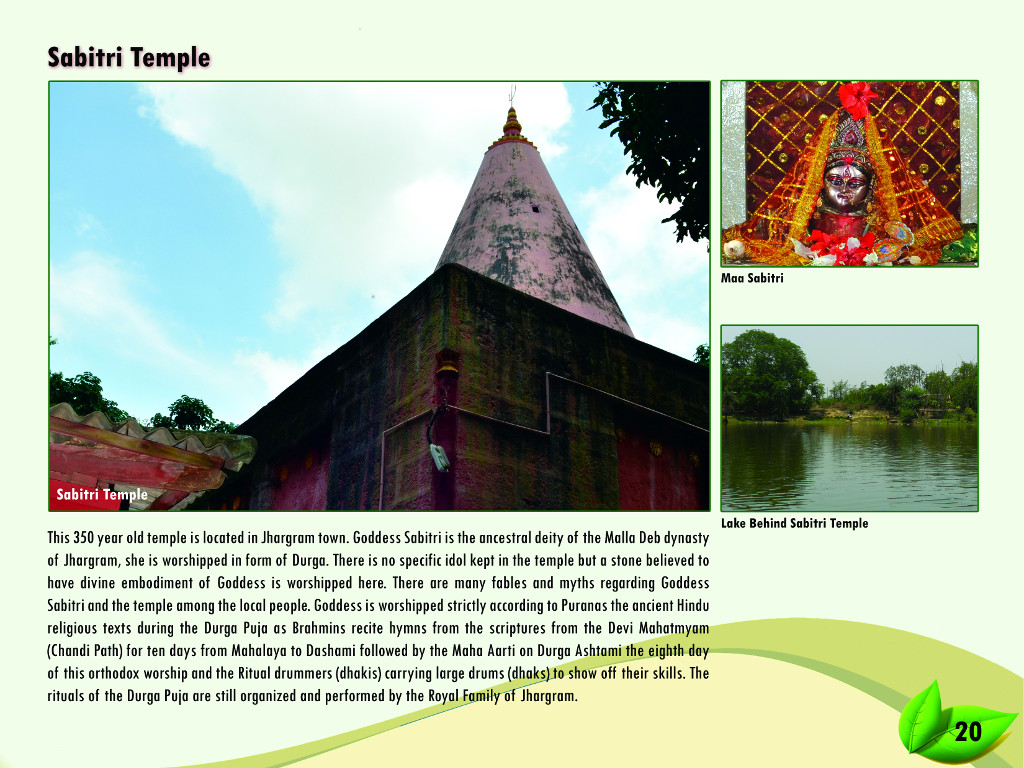 Sabitri Temple
Sabitri Temple
Maa Sabitri
Lake Behind Sabitri Temple
This 350 year old temple is located in Jhargram town. Goddess Sabitri is the ancestral deity of the Malla Deb dynasty
of Jhargram, she is worshipped in form of Durga. There is no specific idol kept in the temple but a stone believed to
have divine embodiment of Goddess is worshipped here. There are many fables and myths regarding Goddess
Sabitri and the temple among the local people. Goddess is worshipped strictly according to Puranas the ancient Hindu
religious texts during the Durga Puja as Brahmins recite hymns from the scriptures from the Devi Mahatmyam
(Chandi Path) for ten days from Mahalaya to Dashami followed by the Maha Aarti on Durga Ashtami the eighth day
of this orthodox worship and the Ritual drummers (dhakis) carrying large drums (dhaks) to show off their skills. The
rituals of the Durga Puja are still organized and performed by the Royal Family of Jhargram.
20